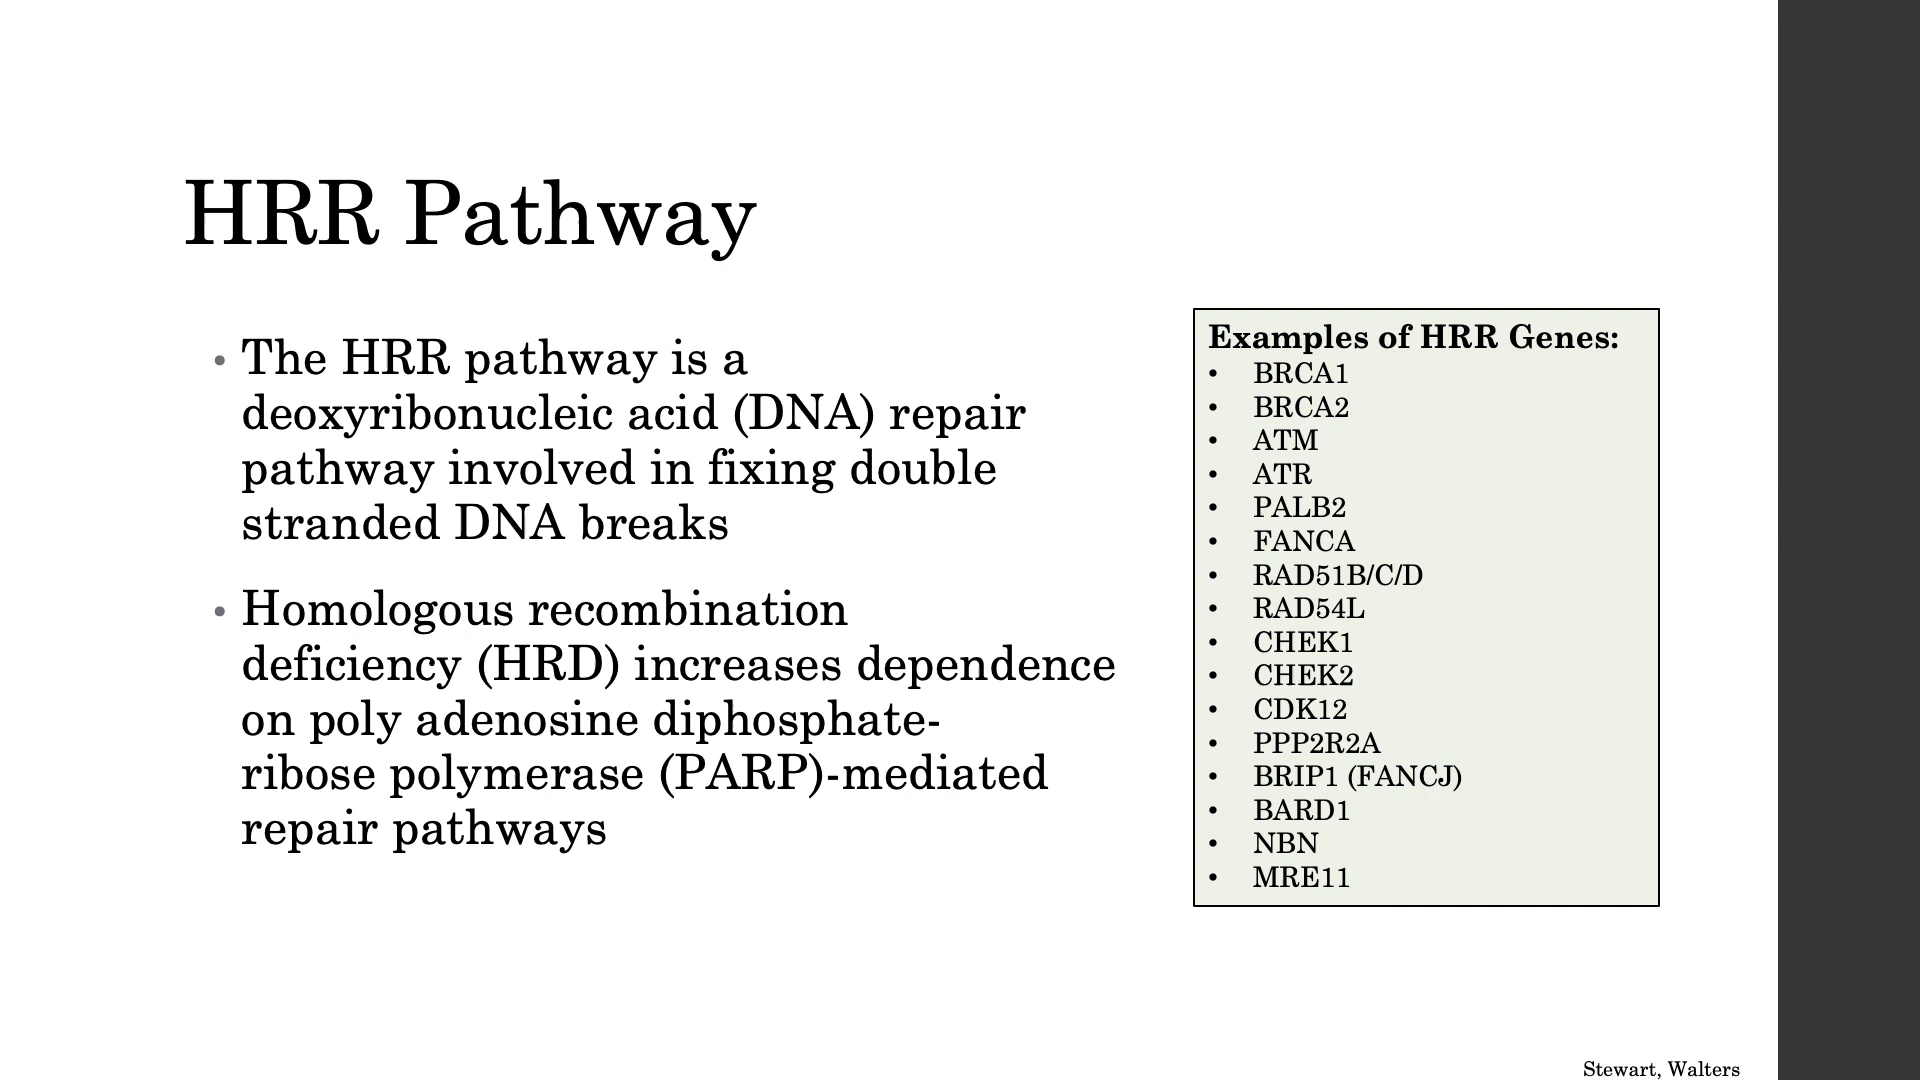 HRR Pathway
• The HRR pathway is a
deoxyribonucleic acid (DNA) repair
pathway involved in fixing double
stranded DNA breaks
• Homologous recombination
deficiency (HRD) increases dependence
on poly adenosine diphosphate-
ribose polymerase (PARP)-mediated
repair pathways
Examples of HRR Genes:
• BRCA1
• BRCA2
• ATM
• ATR
• PALB2
• FANCA
• RAD51B/C/D
• RAD54L
• CHEK1
• CHEK2
• CDK12
• PPP2R2A
• BRIP1 (FANCJ)
• BARD1
• NBN
• MRE11
Stewart, Walters